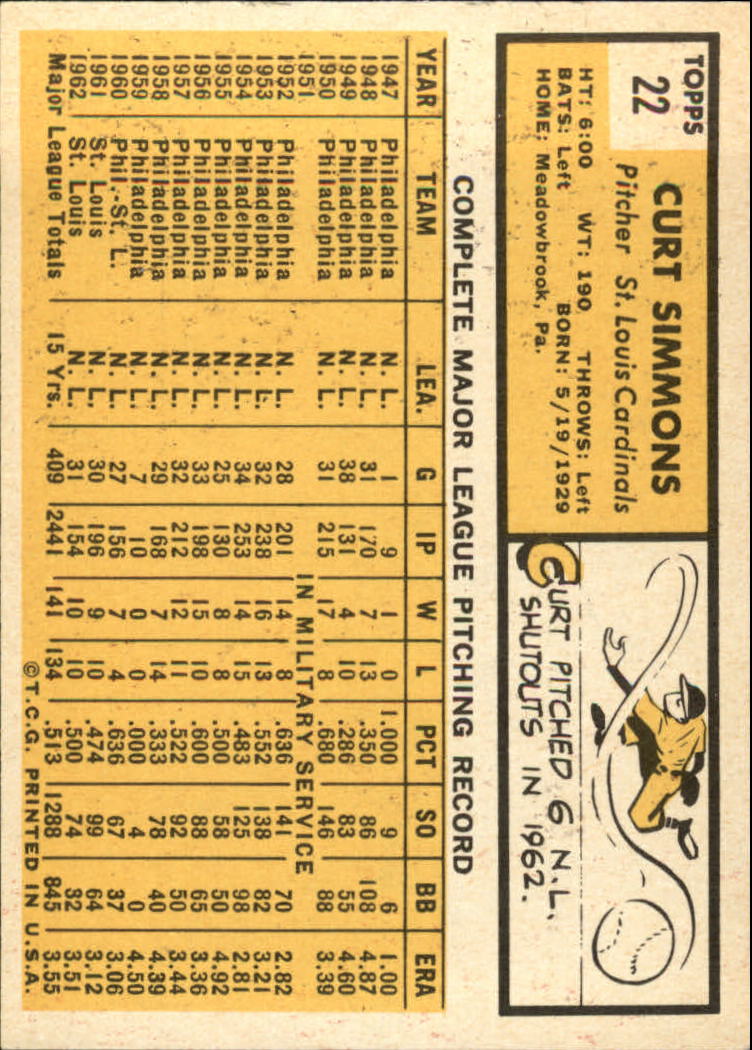 TOPPS
22
CURT SIMMONS
Pitcher St. Louis Cardinals
HT: 6:00 WT: 190 THROWS: Left
BATS: Left BORN: 5/19/1929
HOME: Meadowbrook, Pa.
CURT PITCHED 6 N.L.
SHUTOUTS IN 1962.
COMPLETE MAJOR LEAGUE PITCHING RECORD
YEAR TEAM LEA. G IP W L PCT SO BB ERA
1947 Philadelphia N. L. 1 9 1 0 1.000 9 6 1.00
1948 Philadelphia N. L. 31 170 7 13 .350 86 108 4.87
1949 Philadelphia N. L. 38 131 4 10 .286 83 55 4.60
1950 Philadelphia N. L. 31 215 17 8 .680 146 88 3.39
1951 IN MILITARY SERVICE
1952 Philadelphia N. L. 28 201 14 8 .636 141 70 2.82
1953 Philadelphia N. L. 32 238 16 13 .552 138 82 3.21
1954 Philadelphia N. L. 34 253 14 15 .483 125 98 2.81
1955 Philadelphia N. L. 25 130 8 8 .500 58 50 4.92
1956 Philadelphia N. L. 33 198 15 10 .600 88 65 3.36
1957 Philadelphia N. L. 32 212 12 11 .522 92 50 3.44
1958 Philadelphia N. L. 29 168 7 14 .333 78 40 4.39
1959 Philadelphia N. L. 7 10 0 0 .000 4 0 4.50
1960 Phil.-St. L. N. L. 27 156 7 4 .636 67 37 3.06
1961 St. Louis N. L. 30 196 9 10 .474 99 64 3.12
1962 St. Louis N. L. 31 154 10 10 .500 74 32 3.51
Major League Totals 15 Yrs. 409 2441 141 134 .513 1288 845 3.55
©T.C.G. PRINTED IN U.S.A.